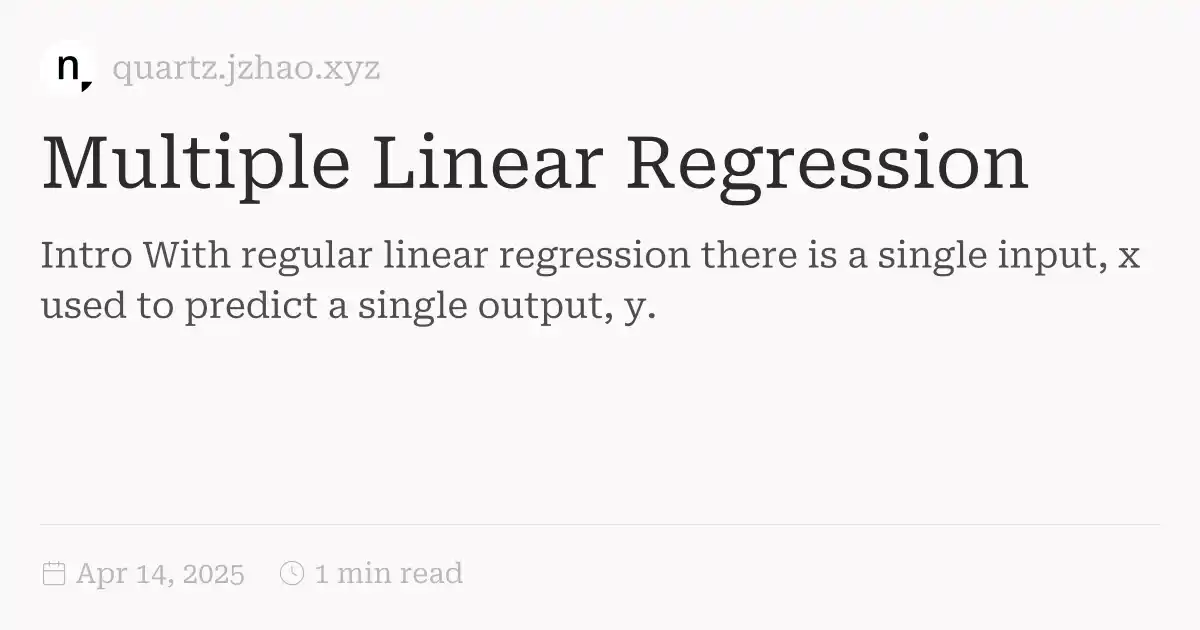 n
quartz.jzhao.xyz
Multiple Linear Regression
Intro With regular linear regression there is a single input, x
used to predict a single output, y.
Apr 14, 2025 1 min read